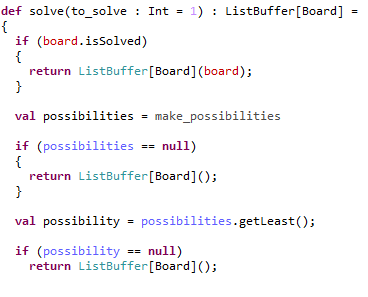 def solve(to_solve : Int = 1) : ListBuffer[Board] =
{
  if (board.isSolved)
  {
    return ListBuffer[Board](board);
  }
  val possibilities = make_possibilities
  if (possibilities == null)
  {
    return ListBuffer[Board]();
  }
  val possibility = possibilities.getLeast();
  if (possibility == null)
    return ListBuffer[Board]();